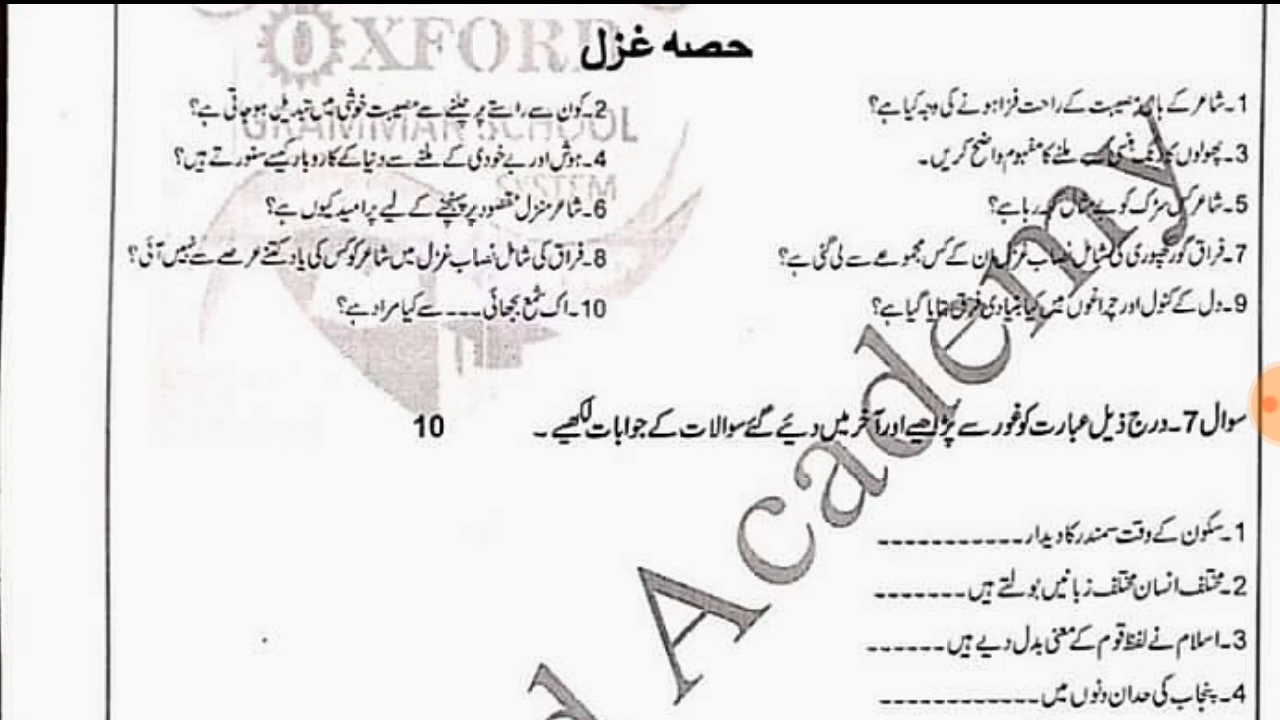 OXFORD
GRAMMAR SCHOOL
SYSTEM
حصہ غزل
1۔شاعر کے ہاں مصیبت کے راحت فزا ہونے کی وجہ کیا ہے؟ 2۔کون سے راستے پر چلنے سے مصیبت خوشی میں تبدیل ہو جاتی ہے؟
3۔پھولوں کا رنگ ہنسی سے ملنے کا مفہوم واضح کریں۔ 4۔ہوش اور بے خودی کے ملنے سے دنیا کے کاروبار کیسے سنورتے ہیں؟
5۔شاعر کس سڑک کو بے مثال کہہ رہا ہے؟ 6۔شاعر منزل مقصود پر پہنچنے کے لیے پر امید کیوں ہے؟
7۔فراق گورکھپوری کی شامل نصاب غزل ان کے کس مجموعے سے لی گئی ہے؟ 8۔فراق کی شامل نصاب غزل میں شاعر کو کس کی یاد کتنے عرصے سے نہیں آئی؟
9۔دل کے کنول اور چراغوں میں کیا بنیادی فرق بتایا گیا ہے؟ 10۔اک شمع بجھائی۔۔۔ سے کیا مراد ہے؟
سوال 7۔درج ذیل عبارت کو غور سے پڑھیے اور آخر میں دیئے گئے سوالات کے جوابات لکھیے۔ 10
1۔سکون کے وقت سمندر کا دیدار-----------
2۔مختلف انسان مختلف زبانیں بولتے ہیں-------
3۔اسلام نے لفظ قوم کے معنی بدل دیے ہیں------
4۔پنجاب کی حد ان دنوں میں------------
d Academy